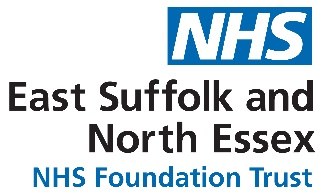 NHS
East Suffolk and
North Essex
NHS Foundation Trust